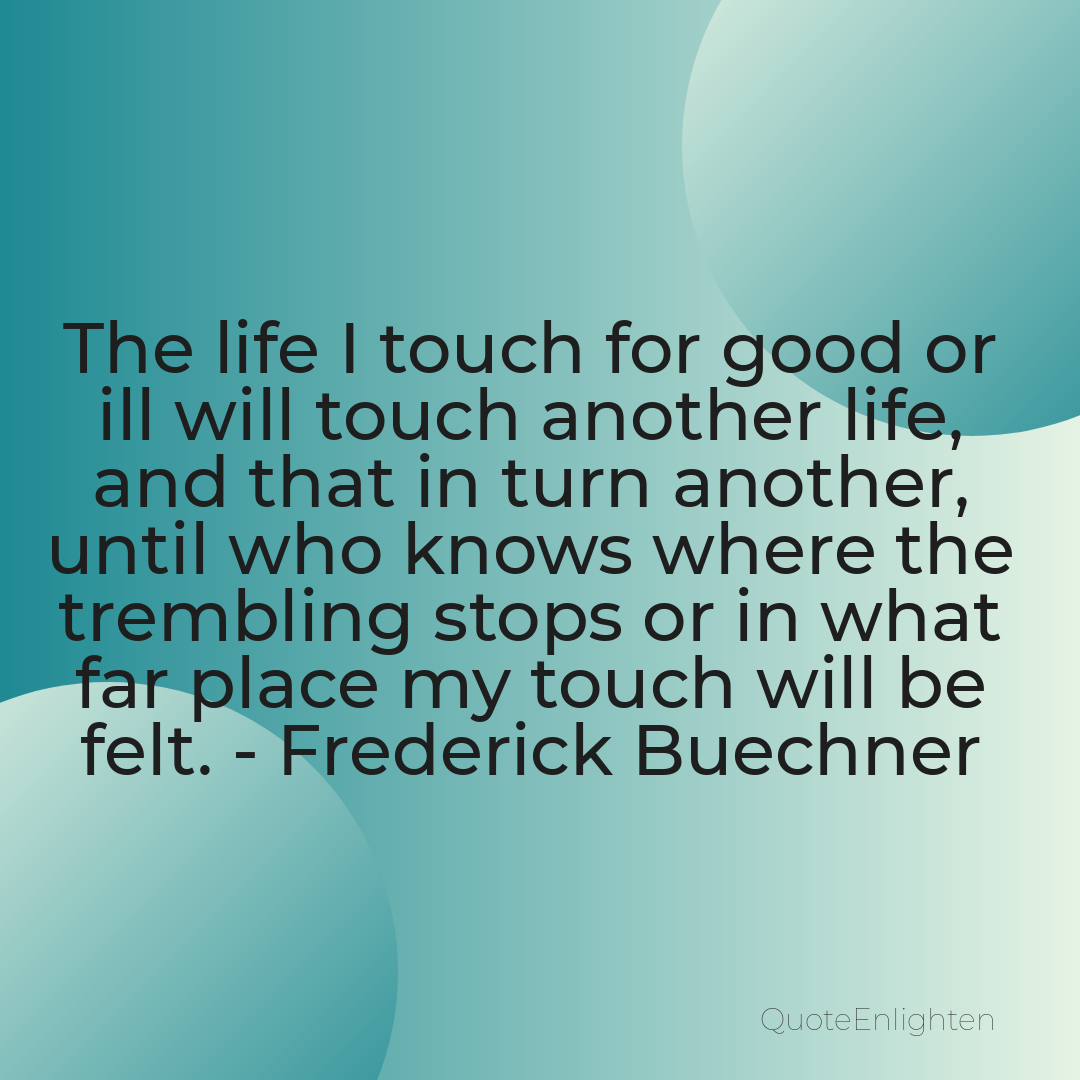 The life I touch for good or
ill will touch another life,
and that in turn another,
until who knows where the
trembling stops or in what
far place my touch will be
felt. - Frederick Buechner
QuoteEnlighten